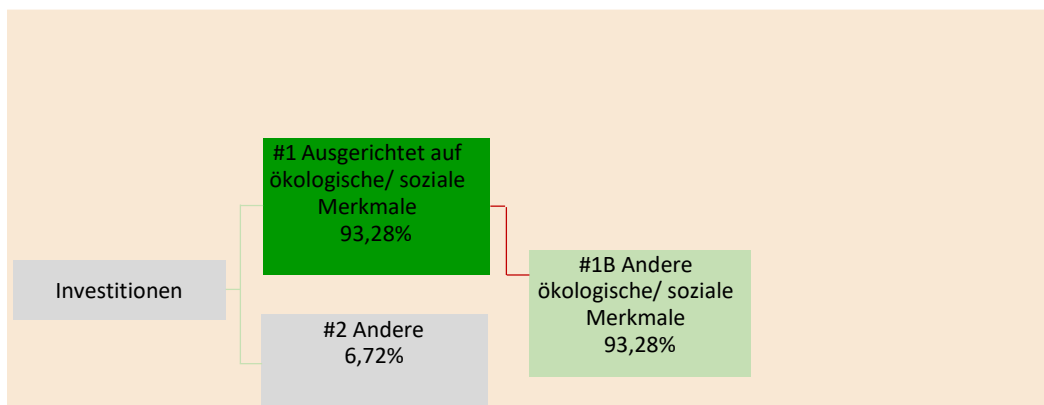 #1 Ausgerichtet auf
ökologische/ soziale
Merkmale
93,28%
#1B Andere
ökologische/ soziale
Merkmale
93,28%
Investitionen
#2 Andere
6,72%